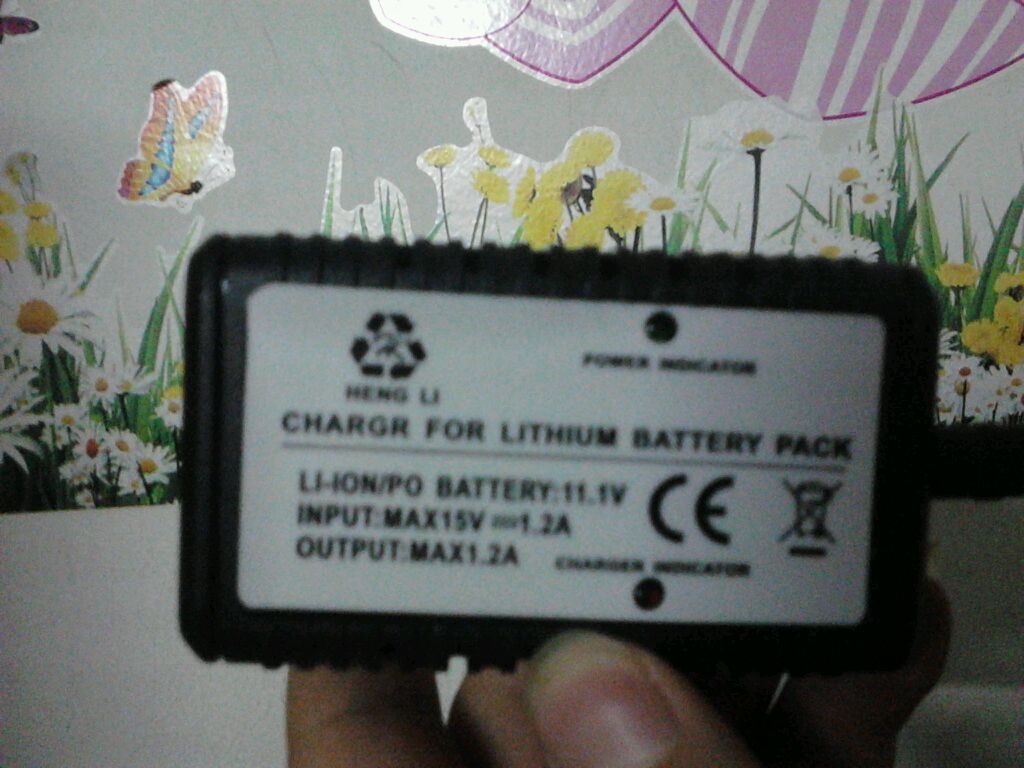 POWER INDICATOR
HENG LI
CHARGR FOR LITHIUM BATTERY PACK
LI-ION/PO BATTERY:11.1V
INPUT:MAX15V⎓1.2A
OUTPUT:MAX1.2A
CE
CHARGER INDICATOR